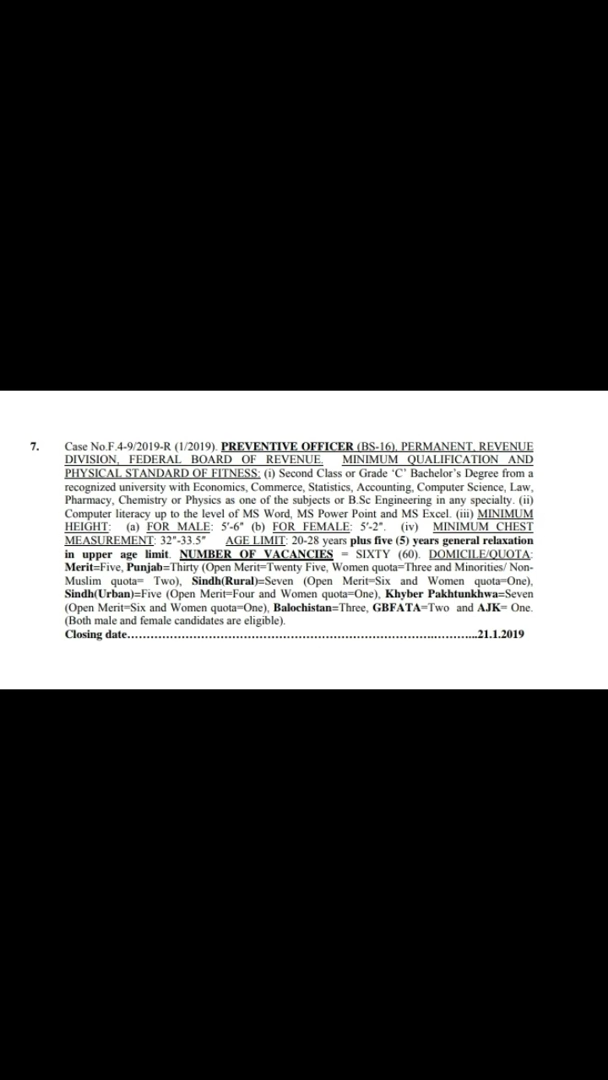 7. Case No.F.4-9/2019-R (1/2019). PREVENTIVE OFFICER (BS-16), PERMANENT, REVENUE
DIVISION, FEDERAL BOARD OF REVENUE. MINIMUM QUALIFICATION AND
PHYSICAL STANDARD OF FITNESS: (i) Second Class or Grade 'C' Bachelor's Degree from a
recognized university with Economics, Commerce, Statistics, Accounting, Computer Science, Law,
Pharmacy, Chemistry or Physics as one of the subjects or B.Sc Engineering in any specialty. (ii)
Computer literacy up to the level of MS Word, MS Power Point and MS Excel. (iii) MINIMUM
HEIGHT: (a) FOR MALE: 5'-6" (b) FOR FEMALE: 5'-2". (iv) MINIMUM CHEST
MEASUREMENT: 32"-33.5" AGE LIMIT: 20-28 years plus five (5) years general relaxation
in upper age limit. NUMBER OF VACANCIES = SIXTY (60). DOMICILE/QUOTA:
Merit=Five, Punjab=Thirty (Open Merit=Twenty Five, Women quota=Three and Minorities/ Non-
Muslim quota= Two), Sindh(Rural)=Seven (Open Merit=Six and Women quota=One),
Sindh(Urban)=Five (Open Merit=Four and Women quota=One), Khyber Pakhtunkhwa=Seven
(Open Merit=Six and Women quota=One), Balochistan=Three, GBFATA=Two and AJK= One.
(Both male and female candidates are eligible).
Closing date………………………………………………………………………………..21.1.2019